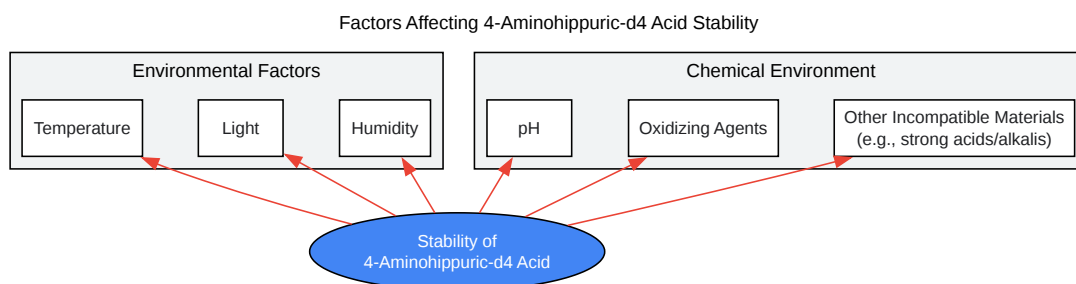 Factors Affecting 4-Aminohippuric-d4 Acid Stability
Environmental Factors
Temperature
Light
Humidity
Chemical Environment
pH
Oxidizing Agents
Other Incompatible Materials
(e.g., strong acids/alkalis)
Stability of
4-Aminohippuric-d4 Acid